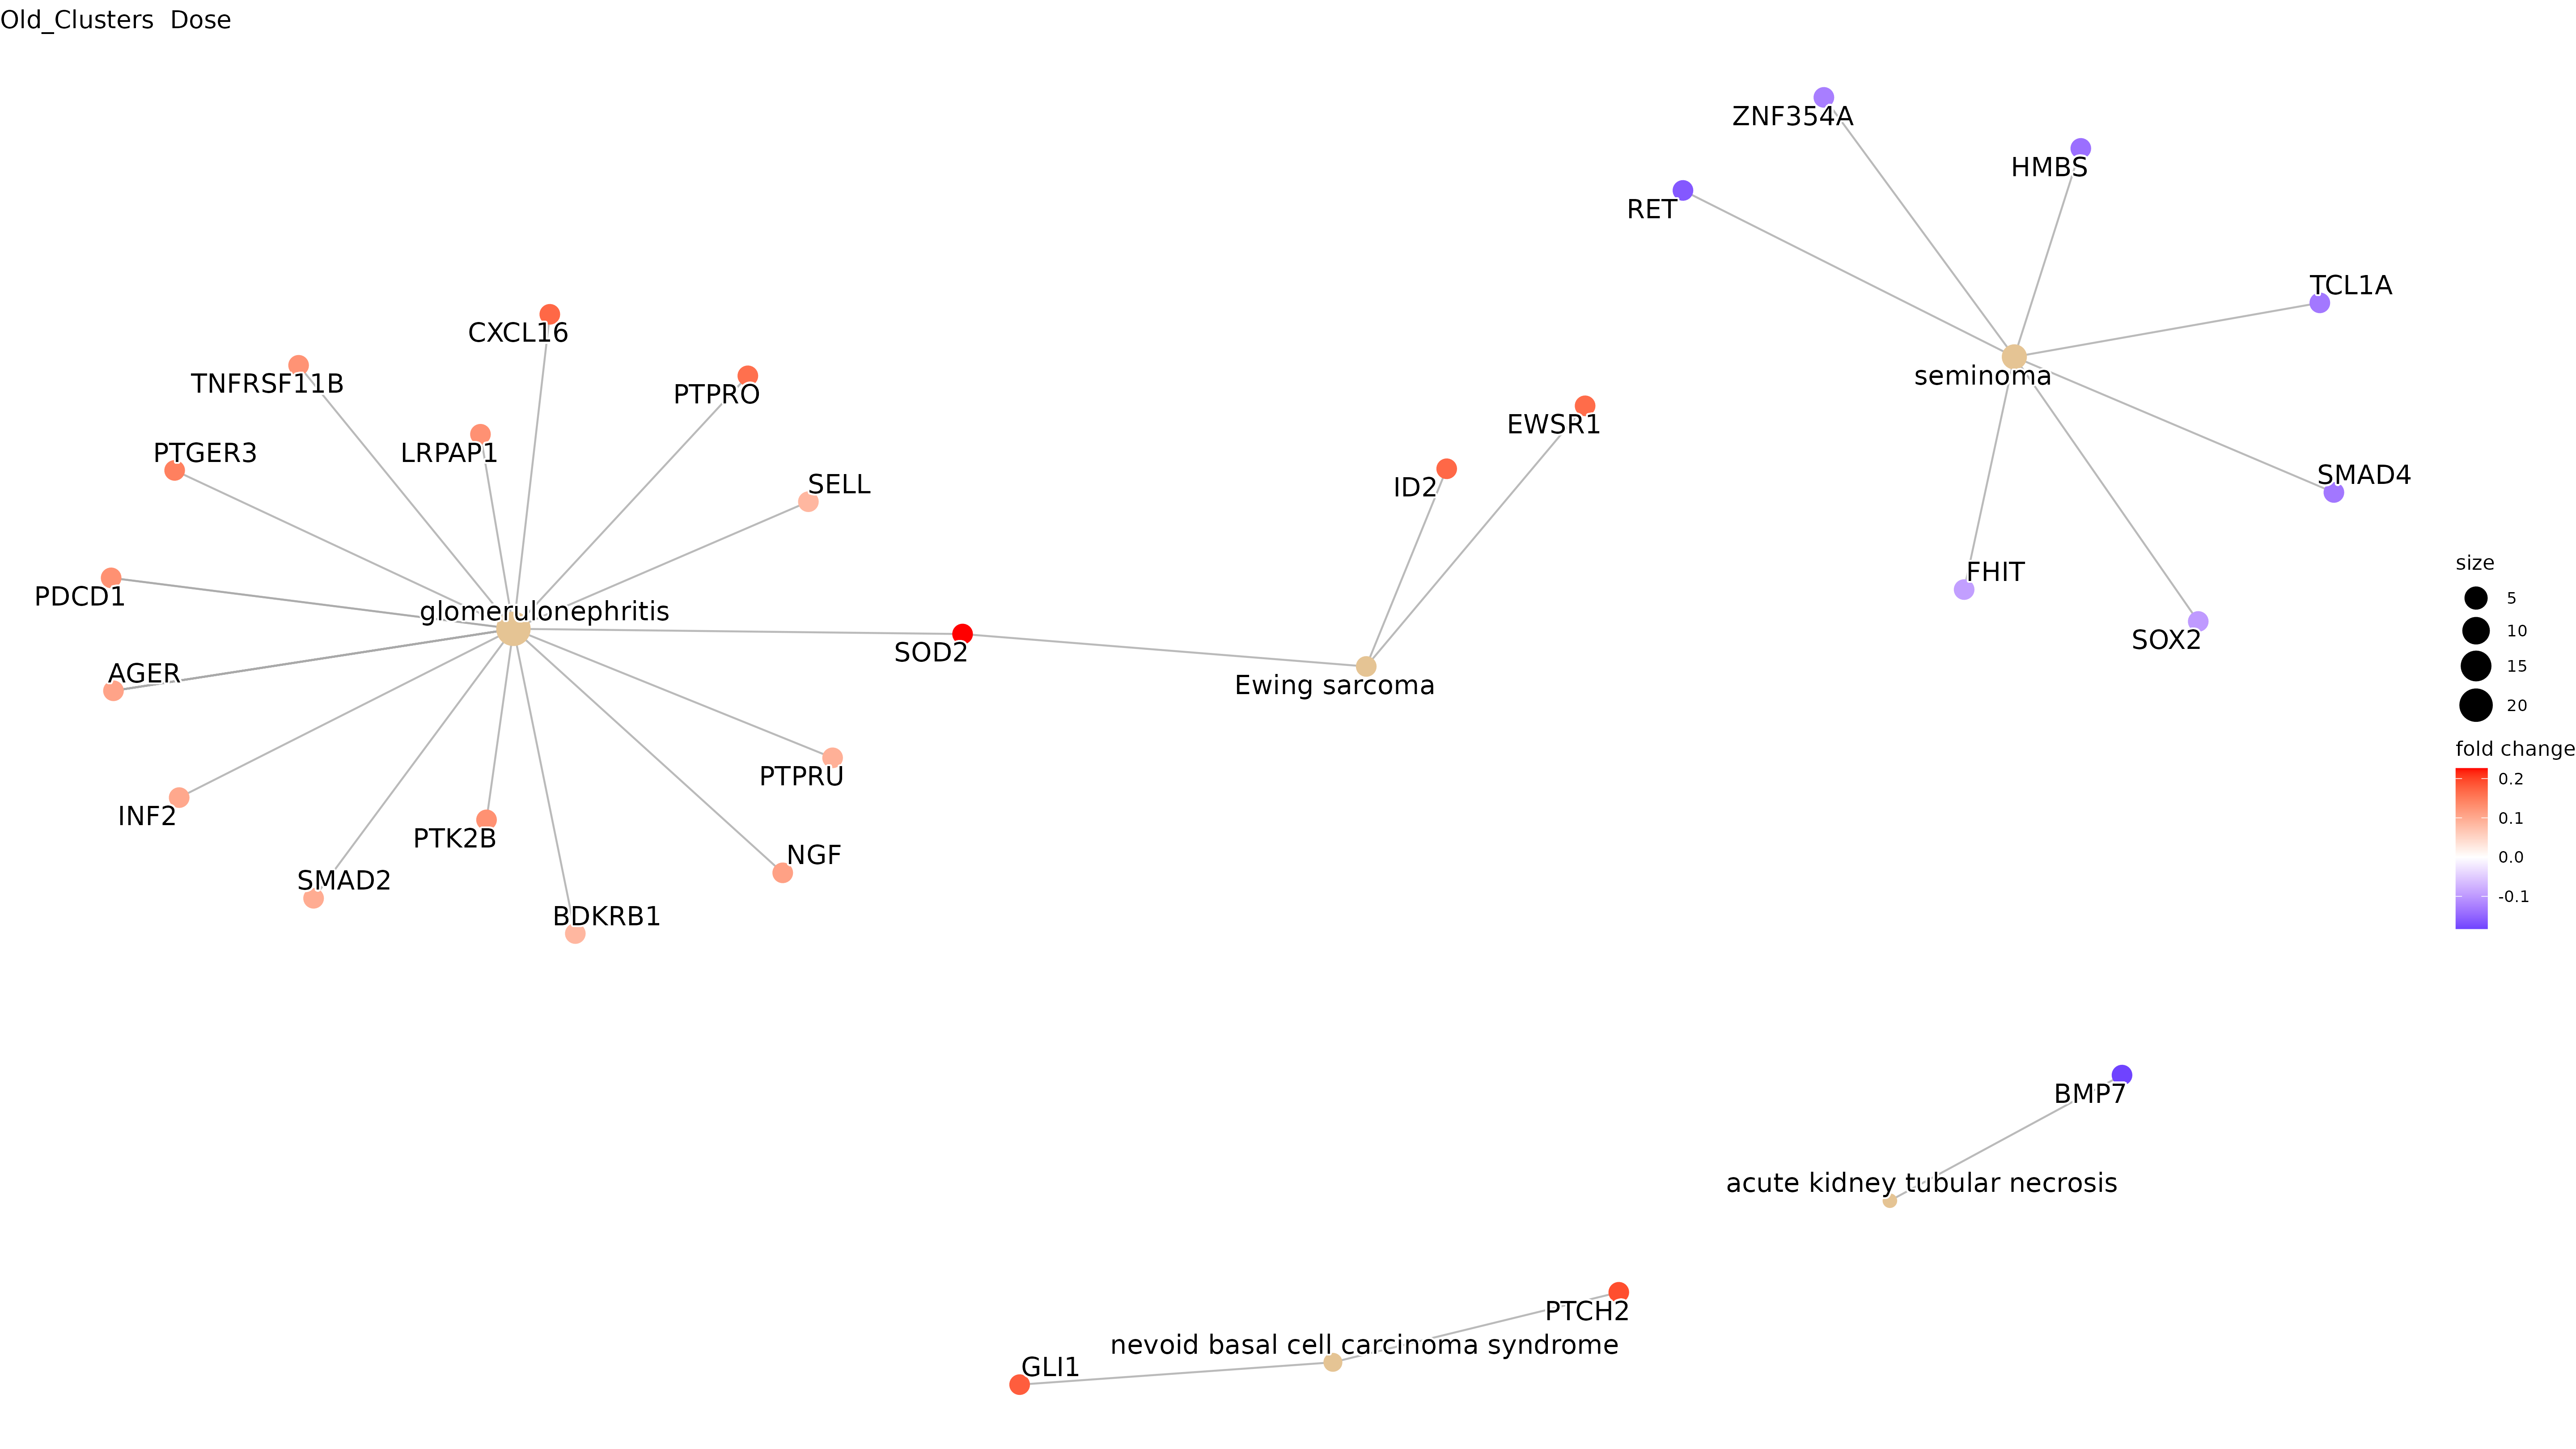 Old_Clusters  Dose
ZNF354A
HMBS
RET
TCL1A
CXCL16
seminoma
TNFRSF11B
PTPRO
EWSR1
LRPAP1
PTGER3
SMAD4
SELL
ID2
FHIT
PDCD1
glomerulonephritis
SOX2
SOD2
AGER
Ewing sarcoma
PTPRU
INF2
PTK2B
NGF
SMAD2
BDKRB1
size
5
10
15
20
fold change
0.2
0.1
0.0
-0.1
BMP7
acute kidney tubular necrosis
PTCH2
nevoid basal cell carcinoma syndrome
GLI1